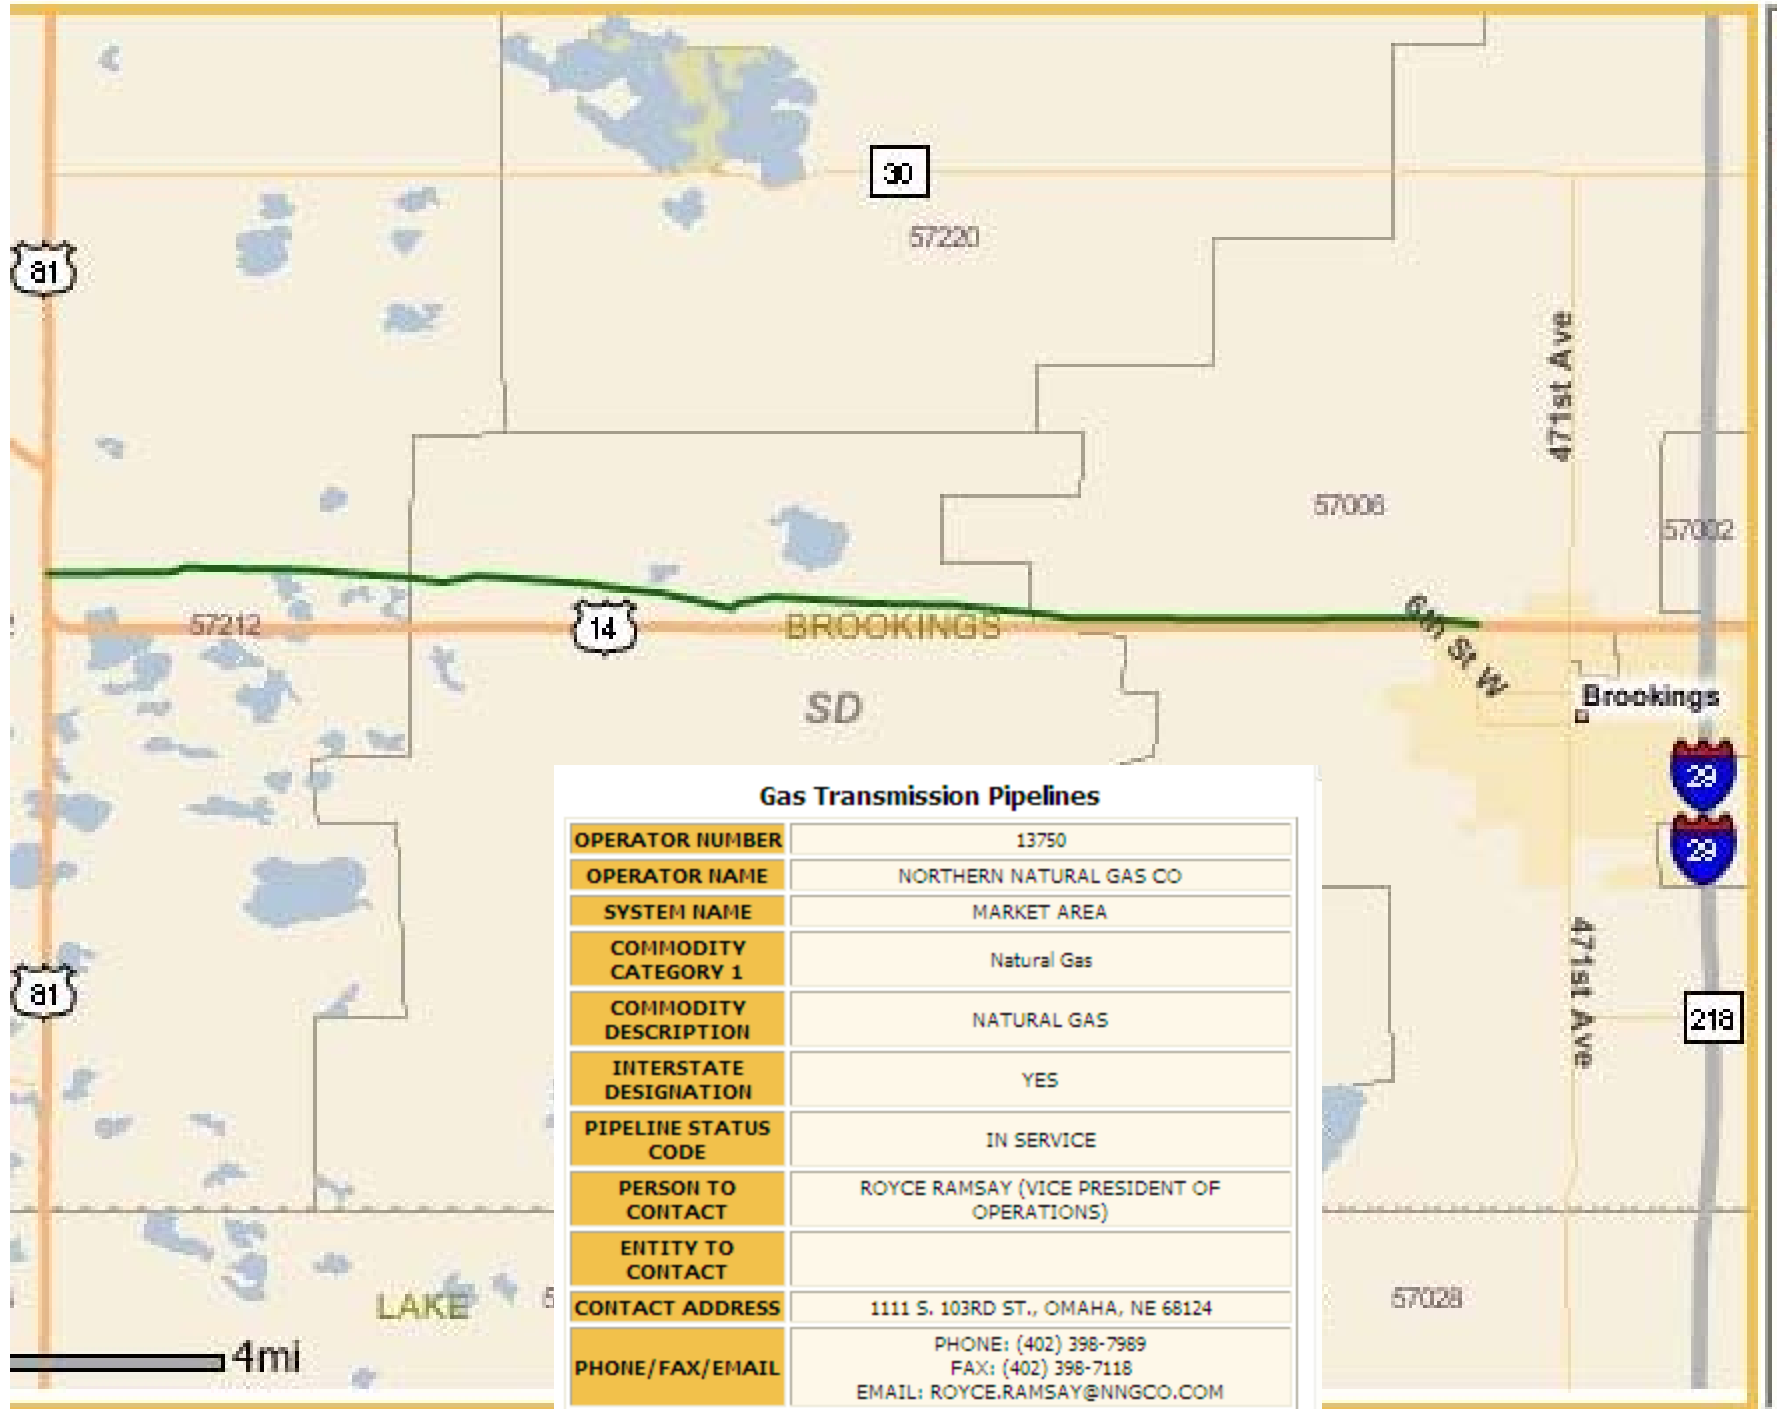 30
57220
81
471st Ave
57006
57002
6th St W
57212
14
BROOKINGS
SD
Brookings
29
29
Gas Transmission Pipelines
OPERATOR NUMBER 13750
OPERATOR NAME NORTHERN NATURAL GAS CO
SYSTEM NAME MARKET AREA
COMMODITY
CATEGORY 1 Natural Gas
COMMODITY
DESCRIPTION NATURAL GAS
INTERSTATE
DESIGNATION YES
PIPELINE STATUS
CODE IN SERVICE
PERSON TO
CONTACT
ROYCE RAMSAY (VICE PRESIDENT OF
OPERATIONS)
ENTITY TO
CONTACT
CONTACT ADDRESS 1111 S. 103RD ST., OMAHA, NE 68124
PHONE/FAX/EMAIL
PHONE: (402) 398-7989
FAX: (402) 398-7118
EMAIL: ROYCE.RAMSAY@NNGCO.COM
81
471st Ave
218
LAKE
57028
4mi